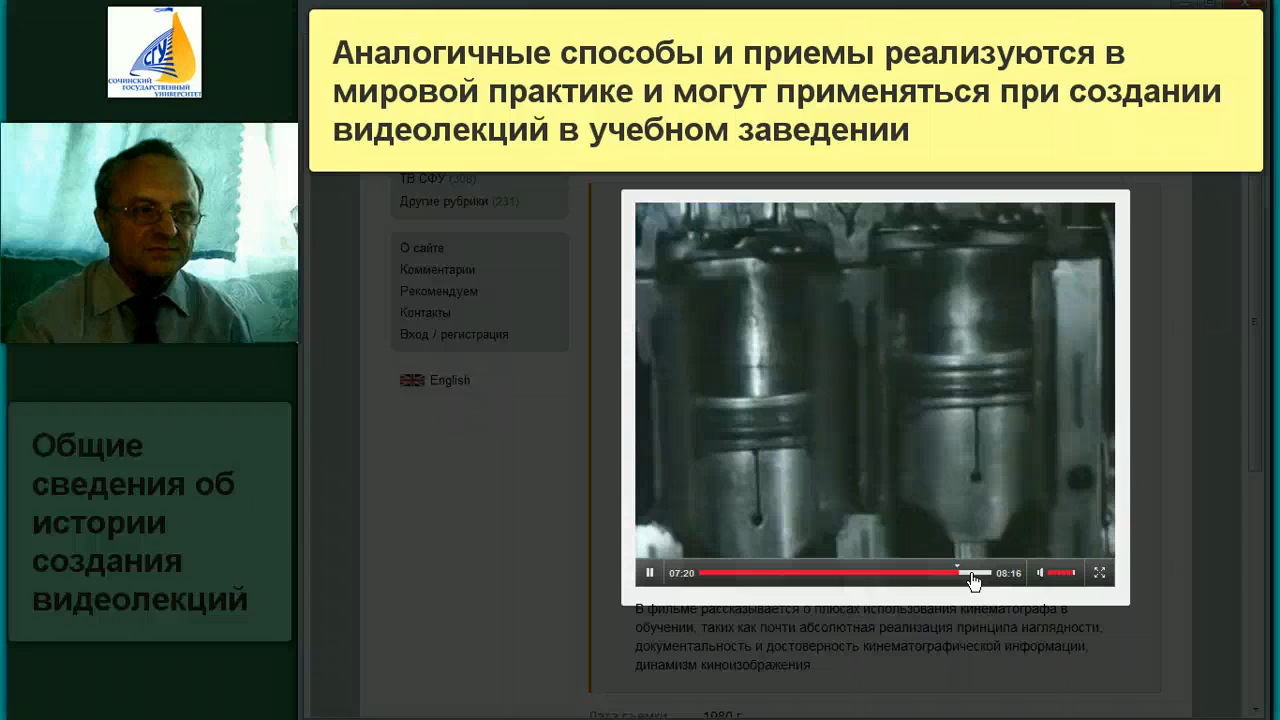 СГУ
СОЧИНСКИЙ
ГОСУДАРСТВЕННЫЙ
УНИВЕРСИТЕТ
Аналогичные способы и приемы реализуются в
мировой практике и могут применяться при создании
видеолекций в учебном заведении
Общие
сведения об
истории
создания
видеолекций
ТВ СФУ (308)
Другие рубрики (231)
О сайте
Комментарии
Рекомендуем
Контакты
Вход / регистрация
English
07:20
08:16
В фильме рассказывается о плюсах использования кинематографа в
обучении, таких как почти абсолютная реализация принципа наглядности,
документальность и достоверность кинематографической информации,
динамизм киноизображения
Дата съемки 1980 г.